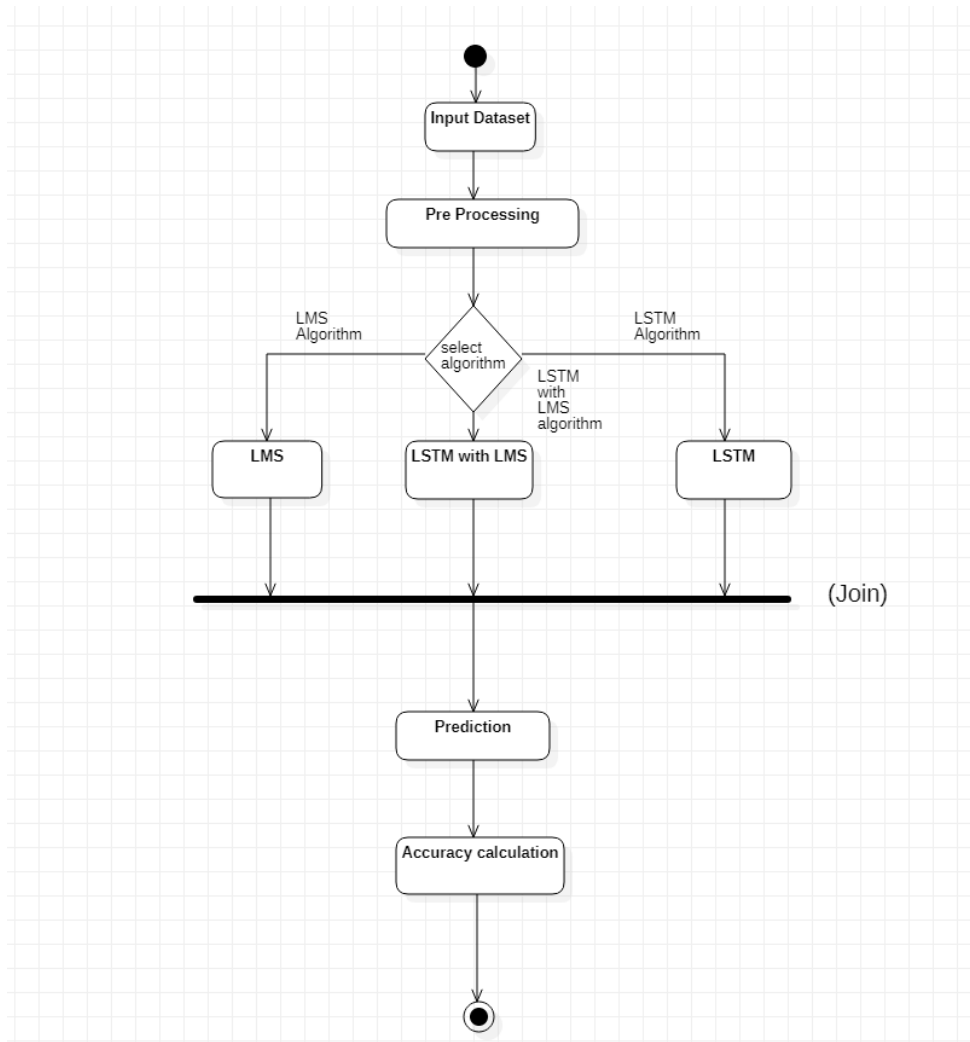 Input Dataset
Pre Processing
LMS
Algorithm
select
algorithm
LSTM
Algorithm
LSTM
with
LMS
algorithm
LMS
LSTM with LMS
LSTM
(Join)
Prediction
Accuracy calculation